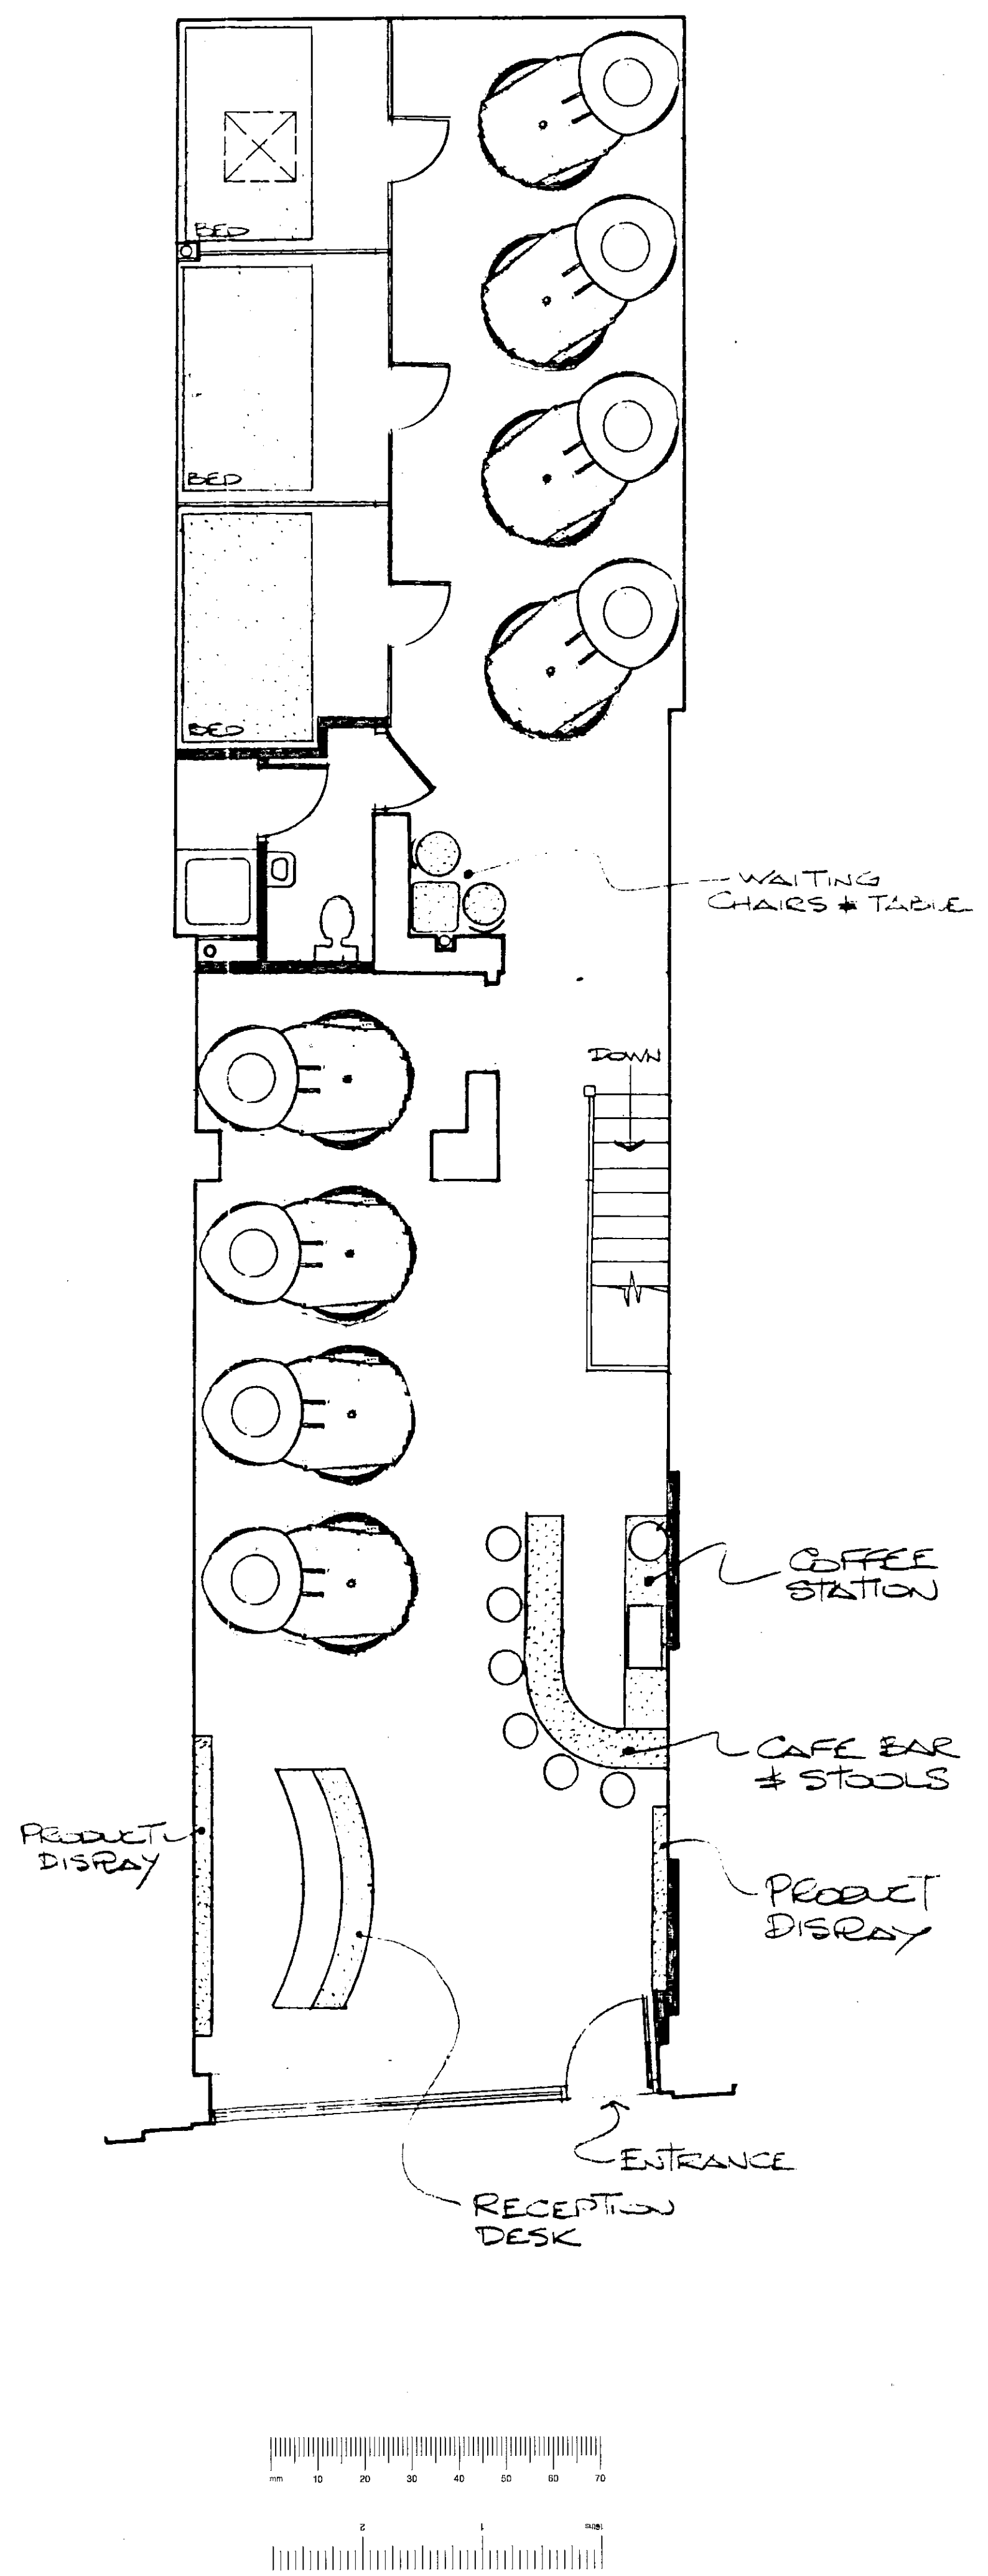 BED
BED
BED
WAITING
CHAIRS & TABLE
DOWN
COFFEE
STATION
CAFE BAR
& STOOLS
PRODUCT
DISPLAY
PRODUCT
DISPLAY
ENTRANCE
RECEPTION
DESK
mm 10 20 30 40 50 60 70
2 1 16ths